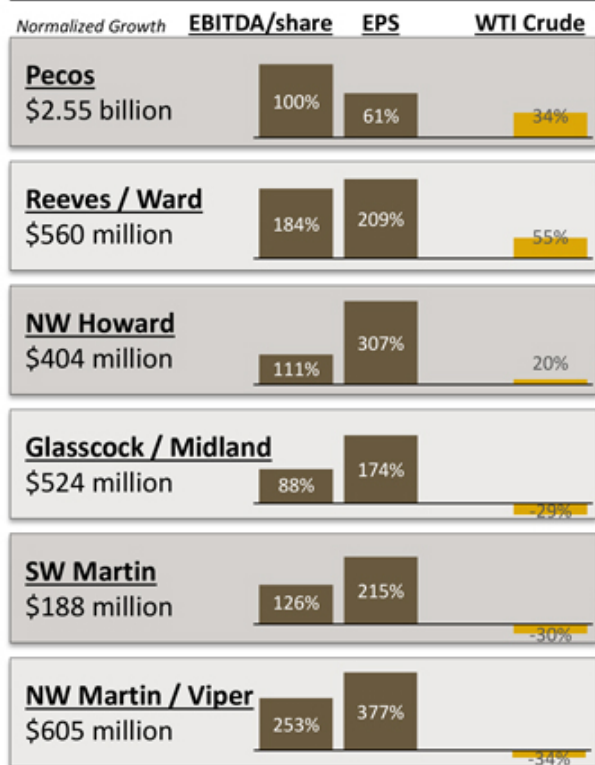 Normalized Growth EBITDA/share EPS WTI Crude
Pecos
$2.55 billion
100% 61% 34%
Reeves / Ward
$560 million
184% 209% 55%
NW Howard
$404 million
111% 307% 20%
Glasscock / Midland
$524 million
88% 174% -29%
SW Martin
$188 million
126% 215% -30%
NW Martin / Viper
$605 million
253% 377% -34%